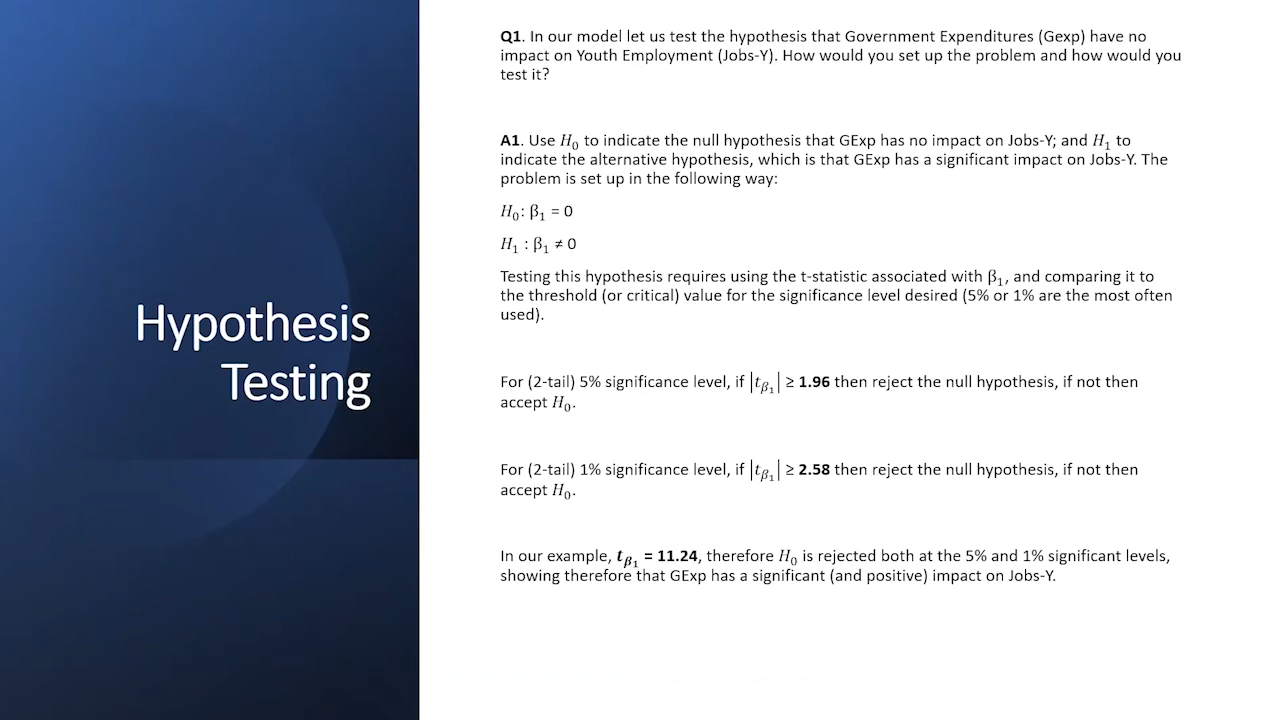 Hypothesis
Testing
Q1. In our model let us test the hypothesis that Government Expenditures (Gexp) have no
impact on Youth Employment (Jobs-Y). How would you set up the problem and how would you
test it?
A1. Use H₀ to indicate the null hypothesis that GExp has no impact on Jobs-Y; and H₁ to
indicate the alternative hypothesis, which is that GExp has a significant impact on Jobs-Y. The
problem is set up in the following way:
H₀: β₁ = 0
H₁ : β₁ ≠ 0
Testing this hypothesis requires using the t-statistic associated with β₁, and comparing it to
the threshold (or critical) value for the significance level desired (5% or 1% are the most often
used).
For (2-tail) 5% significance level, if |t_β₁| ≥ 1.96 then reject the null hypothesis, if not then
accept H₀.
For (2-tail) 1% significance level, if |t_β₁| ≥ 2.58 then reject the null hypothesis, if not then
accept H₀.
In our example, t_β₁ = 11.24, therefore H₀ is rejected both at the 5% and 1% significant levels,
showing therefore that GExp has a significant (and positive) impact on Jobs-Y.